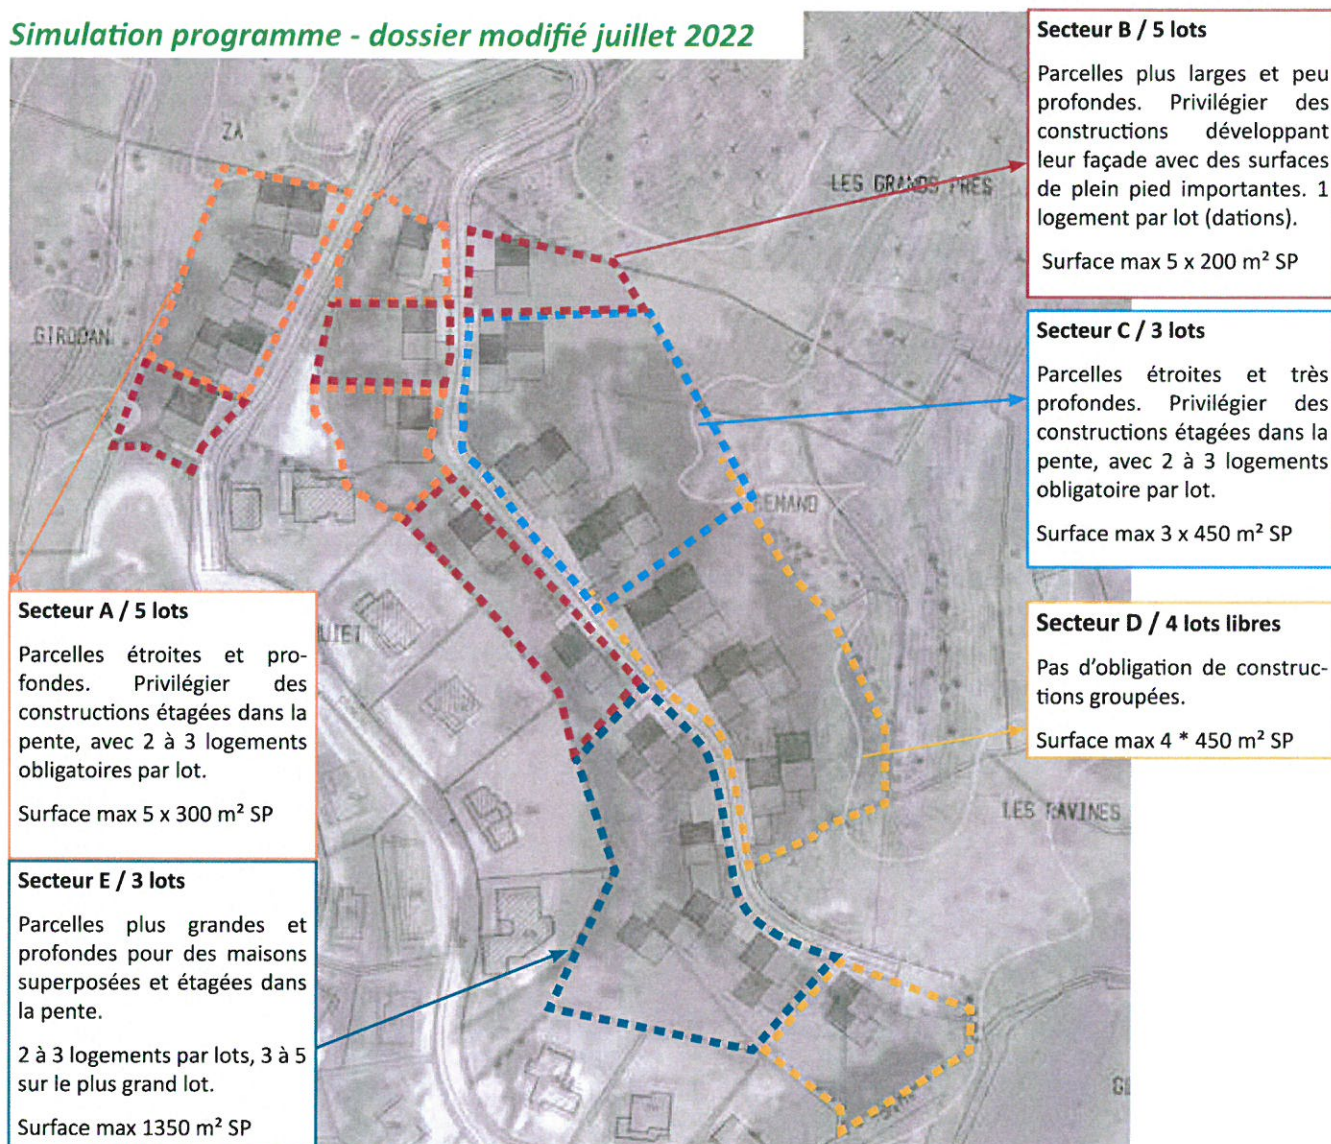 Simulation programme - dossier modifié juillet 2022
Secteur B / 5 lots
Parcelles plus larges et peu
profondes. Privilégier des
constructions développant
leur façade avec des surfaces
de plein pied importantes. 1
logement par lot (dations).
Surface max 5 x 200 m² SP
Secteur C / 3 lots
Parcelles étroites et très
profondes. Privilégier des
constructions étagées dans la
pente, avec 2 à 3 logements
obligatoire par lot.
Surface max 3 x 450 m² SP
Secteur D / 4 lots libres
Pas d'obligation de construc-
tions groupées.
Surface max 4 * 450 m² SP
Secteur A / 5 lots
Parcelles étroites et pro-
fondes. Privilégier des
constructions étagées dans la
pente, avec 2 à 3 logements
obligatoires par lot.
Surface max 5 x 300 m² SP
Secteur E / 3 lots
Parcelles plus grandes et
profondes pour des maisons
superposées et étagées dans
la pente.
2 à 3 logements par lots, 3 à 5
sur le plus grand lot.
Surface max 1350 m² SP
ZA
LES GRANDS PRES
GIRODAN
LES RAVINES